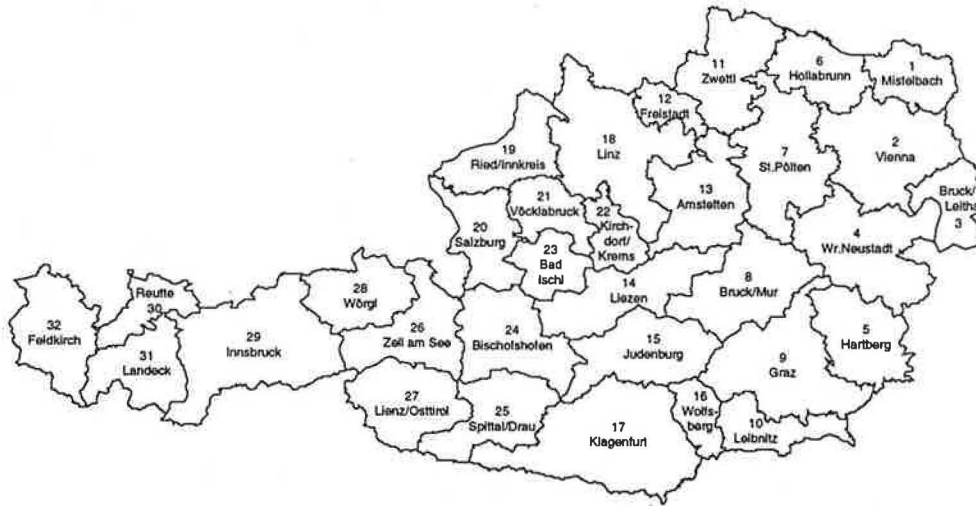 1
Mistelbach
6
Hollabrunn
11
Zwettl
12
Freistadt
2
Vienna
7
St.Pölten
18
Linz
19
Ried/Innkreis
13
Amstetten
Bruck/
Leitha
3
21
Vöcklabruck
22
Kirch-
dorf/
Krems
20
Salzburg
4
Wr.Neustadt
23
Bad
Ischl
8
Bruck/Mur
14
Liezen
28
Wörgl
Reutte
30
32
Feldkirch
29
Innsbruck
26
Zell am See
24
Bischofshofen
15
Judenburg
5
Hartberg
31
Landeck
9
Graz
27
Lienz/Osttirol
25
Spittal/Drau
16
Wolfs-
berg
17
Klagenfurt
10
Leibnitz